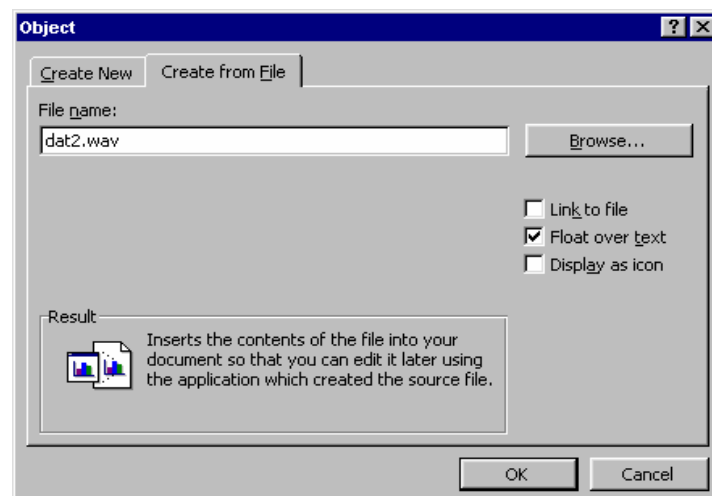 Object
Create New Create from File
File name:
dat2.wav
Browse...
Link to file
Float over text
Display as icon
Result
Inserts the contents of the file into your
document so that you can edit it later using
the application which created the source file.
OK Cancel